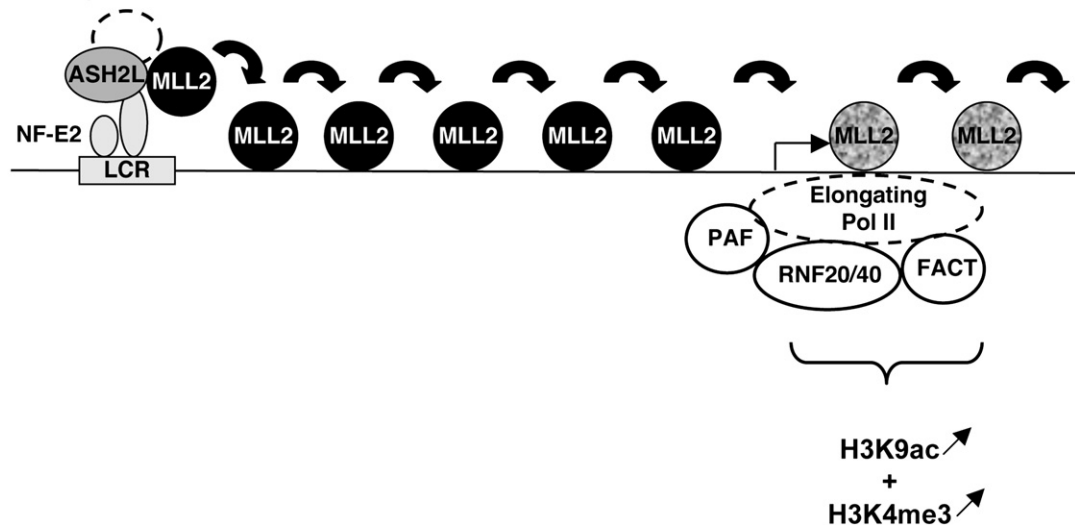 ASH2L
MLL2
NF-E2
LCR
MLL2
MLL2
MLL2
MLL2
MLL2
MLL2
MLL2
Elongating
Pol II
PAF
RNF20/40
FACT
H3K9ac
+
H3K4me3